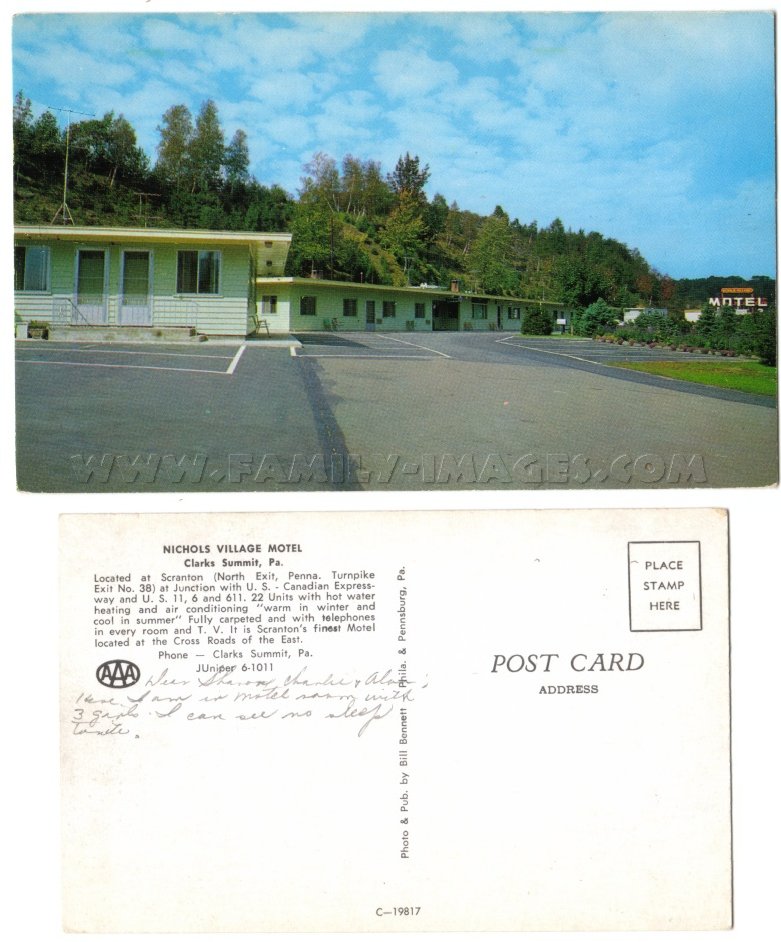 MOTEL
WWW.FAMILY-IMAGES.COM
NICHOLS VILLAGE MOTEL
Clarks Summit, Pa.
Located at Scranton (North Exit, Penna. Turnpike
Exit No. 38) at Junction with U. S. - Canadian Express-
way and U. S. 11, 6 and 611. 22 Units with hot water
heating and air conditioning "warm in winter and
cool in summer" Fully carpeted and with telephones
in every room and T. V. It is Scranton's finest Motel
located at the Cross Roads of the East.
Phone — Clarks Summit, Pa.
JUniper 6-1011
AAA
Dear Sharon, Charlie &
I am in motel room with
3 girls. I can see no sleep
tonite.
Photo & Pub. by Bill Bennett Phila. & Pennsburg, Pa.
PLACE
STAMP
HERE
POST CARD
ADDRESS
C—19817